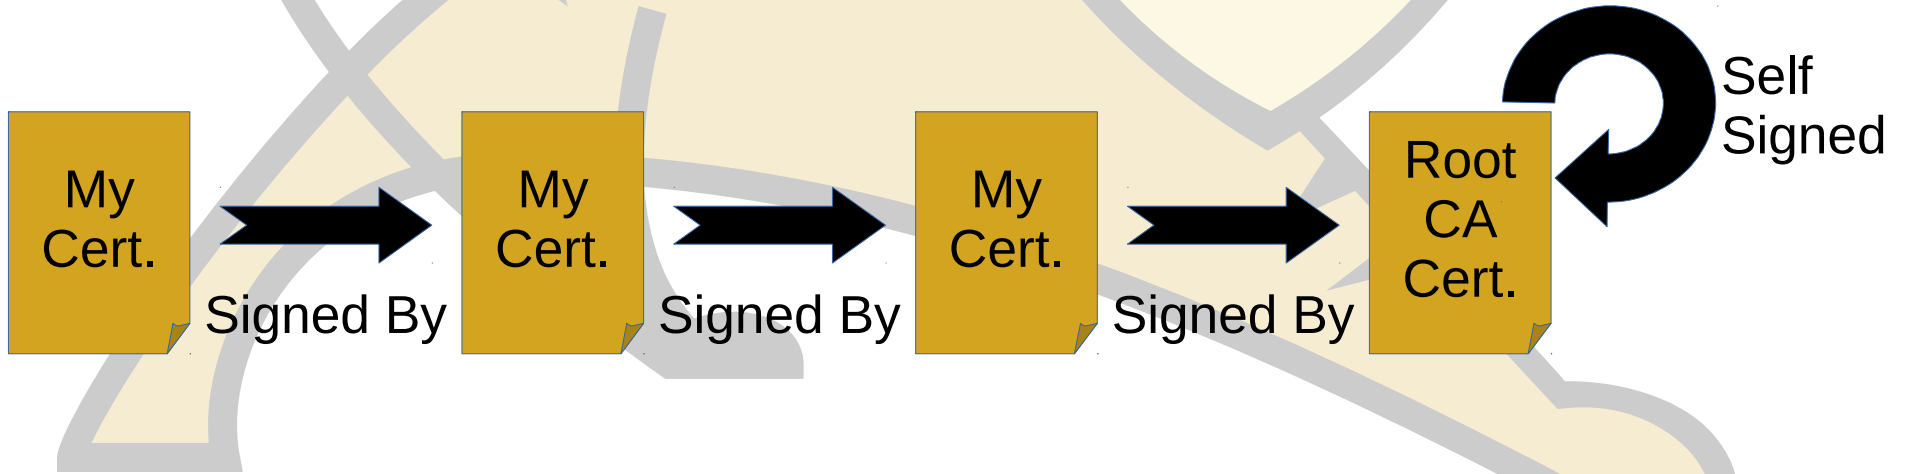 My
Cert.
Signed By
My
Cert.
Signed By
My
Cert.
Signed By
Root
CA
Cert.
Self
Signed